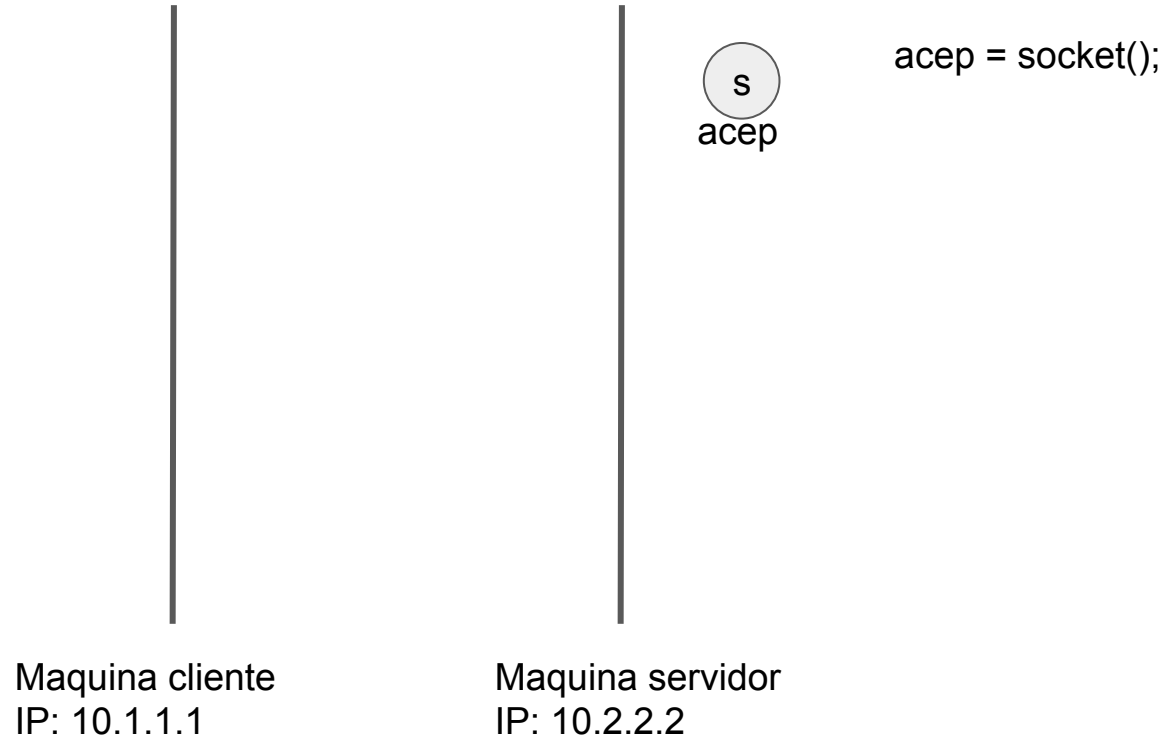 s
acep
acep = socket();
Maquina cliente
IP: 10.1.1.1
Maquina servidor
IP: 10.2.2.2